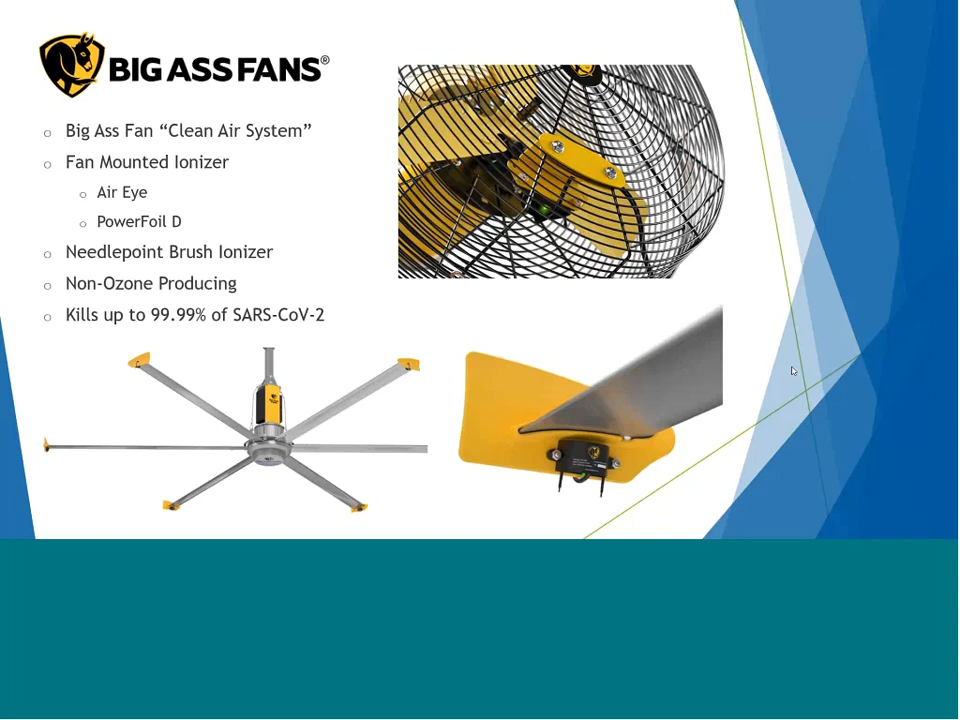 BIG ASS FANS®
Big Ass Fan “Clean Air System”
Fan Mounted Ionizer
Air Eye
PowerFoil D
Needlepoint Brush Ionizer
Non-Ozone Producing
Kills up to 99.99% of SARS-CoV-2